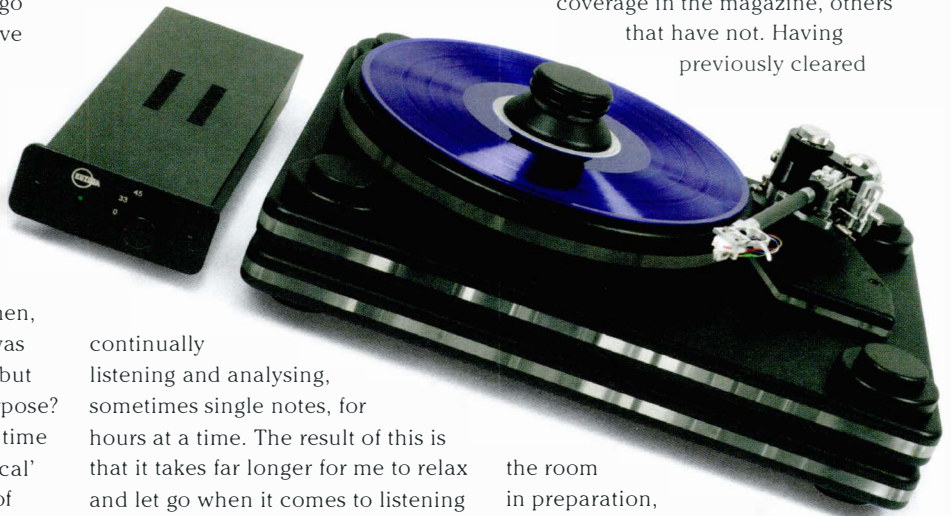 go
ve
was
but
rpose?
time
cal'
of
45
33
0
continually
listening and analysing,
sometimes single notes, for
hours at a time. The result of this is
that it takes far longer for me to relax
and let go when it comes to listening
coverage in the magazine, others
that have not. Having
previously cleared
the room
in preparation,